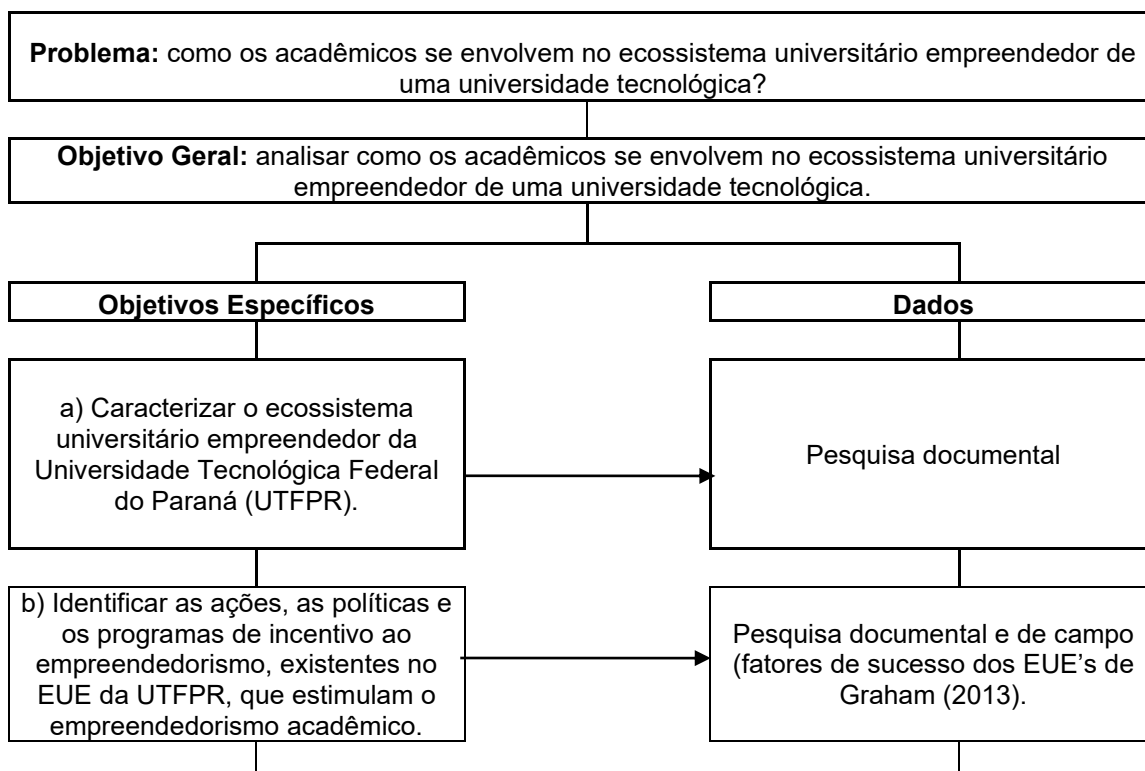 Problema: como os acadêmicos se envolvem no ecossistema universitário empreendedor de
uma universidade tecnológica?
Objetivo Geral: analisar como os acadêmicos se envolvem no ecossistema universitário
empreendedor de uma universidade tecnológica.
Objetivos Específicos
Dados
a) Caracterizar o ecossistema
universitário empreendedor da
Universidade Tecnológica Federal
do Paraná (UTFPR).
Pesquisa documental
b) Identificar as ações, as políticas e
os programas de incentivo ao
empreendedorismo, existentes no
EUE da UTFPR, que estimulam o
empreendedorismo acadêmico.
Pesquisa documental e de campo
(fatores de sucesso dos EUE’s de
Graham (2013).